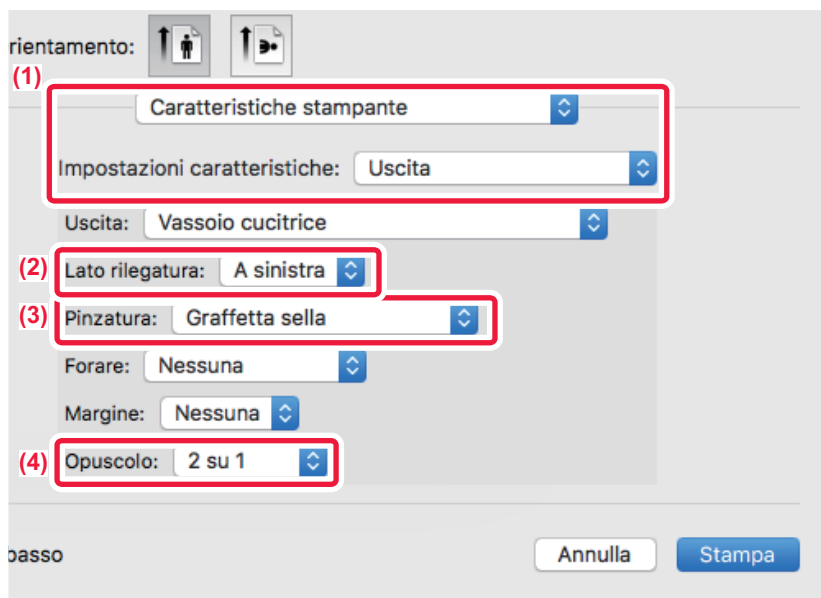 rientamento:
(1)
Caratteristiche stampante
Impostazioni caratteristiche: Uscita
Uscita: Vassoio cucitrice
(2) Lato rilegatura: A sinistra
(3) Pinzatura: Graffetta sella
Forare: Nessuna
Margine: Nessuna
(4) Opuscolo: 2 su 1
passo Annulla Stampa